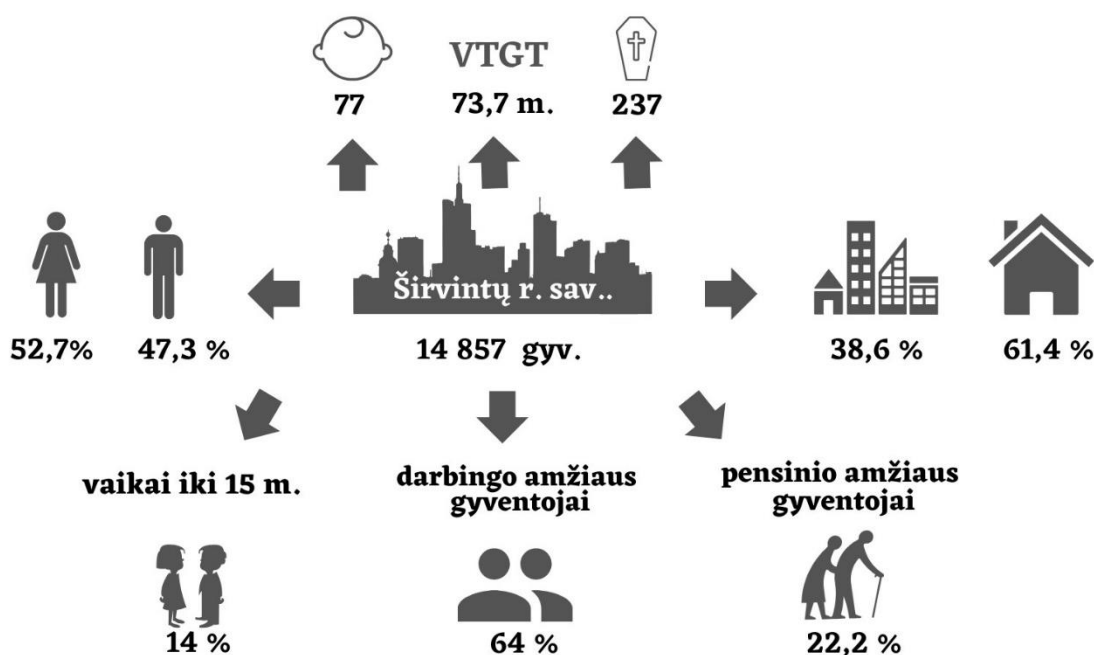 VTGT
77
73,7 m.
237
Širvintų r. sav..
52,7%
47,3 %
14 857 gyv.
38,6 %
61,4 %
vaikai iki 15 m.
darbingo amžiaus
gyventojai
pensinio amžiaus
gyventojai
14 %
64 %
22,2 %